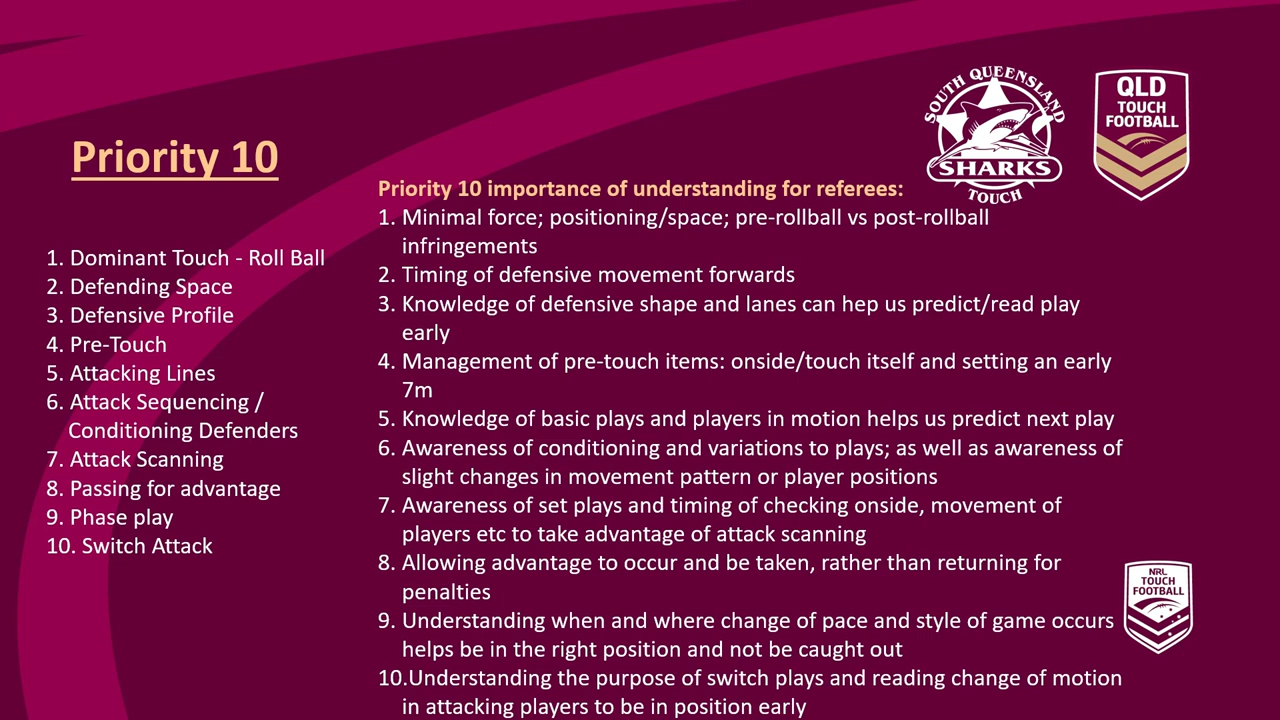 Priority 10
1. Dominant Touch - Roll Ball
2. Defending Space
3. Defensive Profile
4. Pre-Touch
5. Attacking Lines
6. Attack Sequencing /
Conditioning Defenders
7. Attack Scanning
8. Passing for advantage
9. Phase play
10. Switch Attack
Priority 10 importance of understanding for referees:
1. Minimal force; positioning/space; pre-rollball vs post-rollball
infringements
2. Timing of defensive movement forwards
3. Knowledge of defensive shape and lanes can hep us predict/read play
early
4. Management of pre-touch items: onside/touch itself and setting an early
7m
5. Knowledge of basic plays and players in motion helps us predict next play
6. Awareness of conditioning and variations to plays; as well as awareness of
slight changes in movement pattern or player positions
7. Awareness of set plays and timing of checking onside, movement of
players etc to take advantage of attack scanning
8. Allowing advantage to occur and be taken, rather than returning for
penalties
9. Understanding when and where change of pace and style of game occurs
helps be in the right position and not be caught out
10.Understanding the purpose of switch plays and reading change of motion
in attacking players to be in position early
SOUTH QUEENSLAND
SHARKS
TOUCH
QLD
TOUCH
FOOTBALL
NRL
TOUCH
FOOTBALL